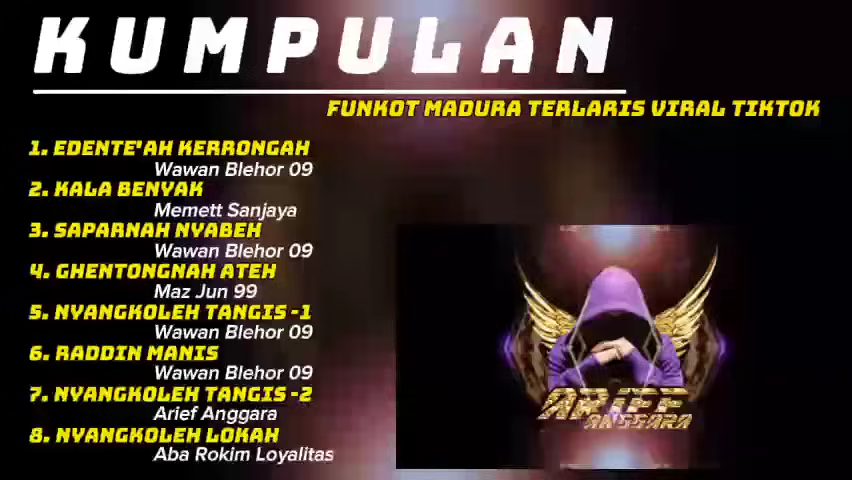 KUMPULAN
FUNKOT MADURA TERLARIS VIRAL TIKTOK
1. EDENTE'AH KERRONGAH
Wawan Blehor 09
2. KALA BENYAK
Memett Sanjaya
3. SAPARNAH NYABEH
Wawan Blehor 09
4. GHENTONGNAH ATEH
Maz Jun 99
5. NYANGKOLEH TANGIS -1
Wawan Blehor 09
6. RADDIN MANIS
Wawan Blehor 09
7. NYANGKOLEH TANGIS -2
Arief Anggara
8. NYANGKOLEH LOKAH
Aba Rokim Loyalitas
ARIEF
ANGGARA